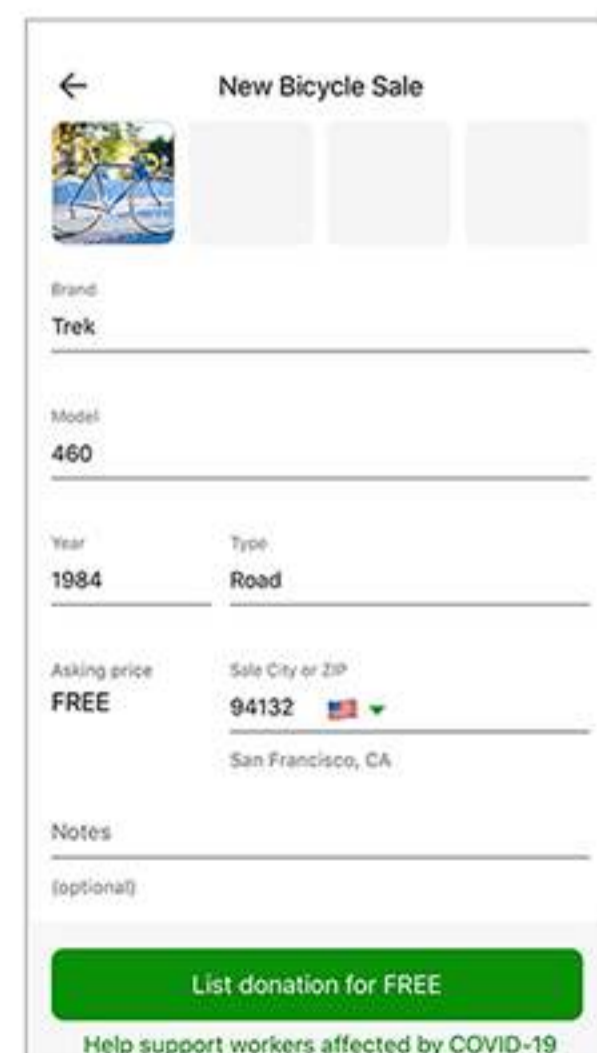 New Bicycle Sale
Brand
Trek
Model
460
Year Type
1984 Road
Asking price Sale City or ZIP
FREE 94132
San Francisco, CA
Notes
(optional)
List donation for FREE
Help support workers affected by COVID-19